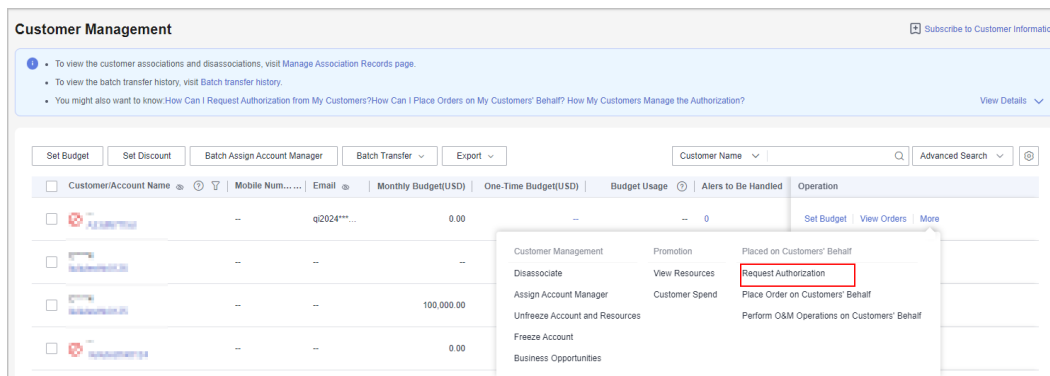 Customer Management
Subscribe to Customer Informatic
To view the customer associations and disassociations, visit Manage Association Records page.
To view the batch transfer history, visit Batch transfer history.
You might also want to know:How Can I Request Authorization from My Customers?How Can I Place Orders on My Customers' Behalf? How My Customers Manage the Authorization?
View Details
Set Budget Set Discount Batch Assign Account Manager Batch Transfer Export Customer Name Advanced Search
Customer/Account Name Mobile Num... ... Email Monthly Budget(USD) One-Time Budget(USD) Budget Usage Alers to Be Handled Operation
-- qi2024***... 0.00 -- -- 0 Set Budget View Orders More
-- -- --
-- -- 100,000.00
-- -- 0.00
Customer Management Promotion Placed on Customers' Behalf
Disassociate View Resources Request Authorization
Assign Account Manager Customer Spend Place Order on Customers' Behalf
Unfreeze Account and Resources Perform O&M Operations on Customers' Behalf
Freeze Account
Business Opportunities